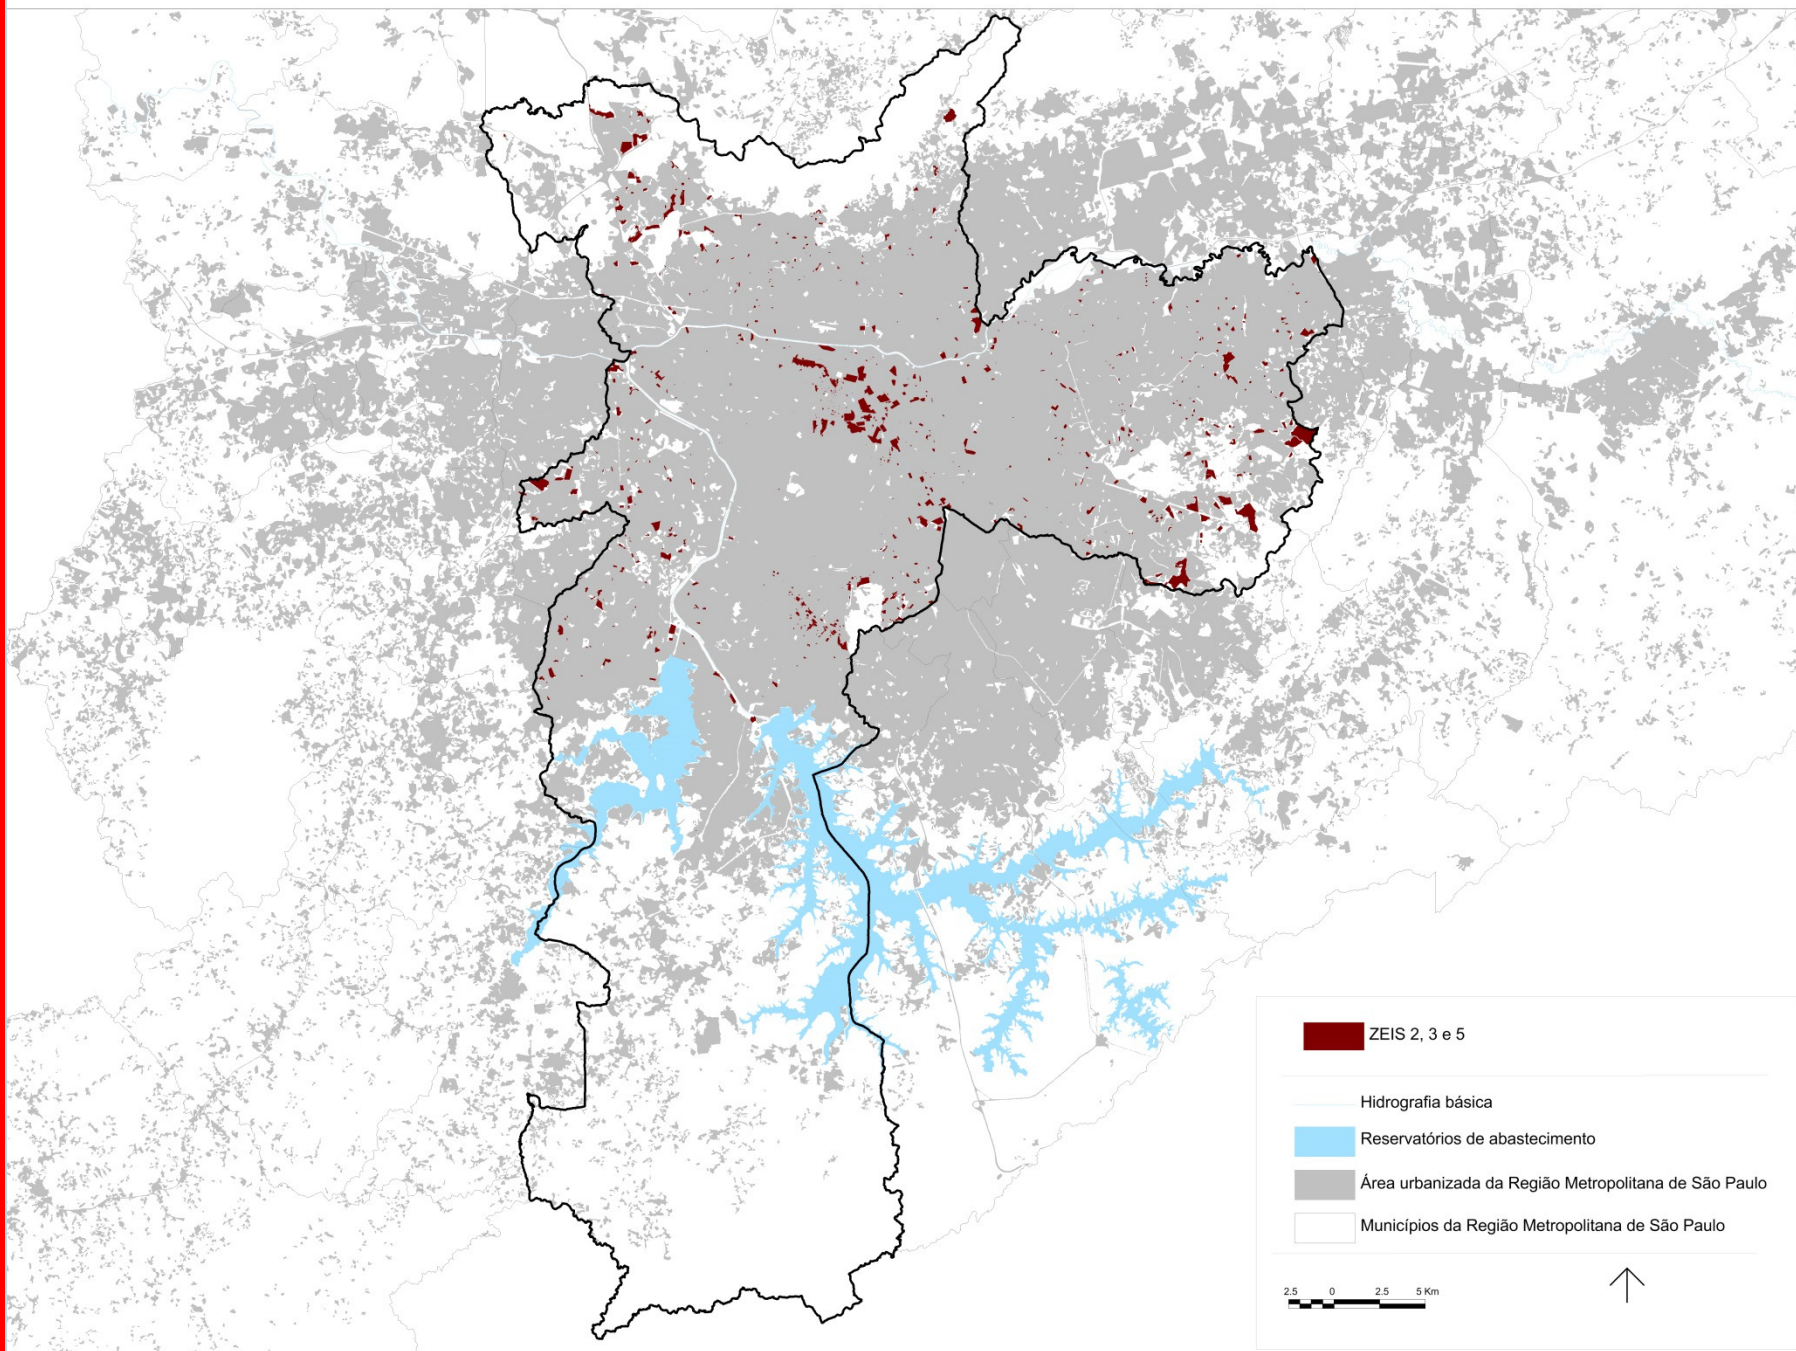 ZEIS 2, 3 e 5
Hidrografia básica
Reservatórios de abastecimento
Área urbanizada da Região Metropolitana de São Paulo
Municípios da Região Metropolitana de São Paulo
2.5 0 2.5 5 Km